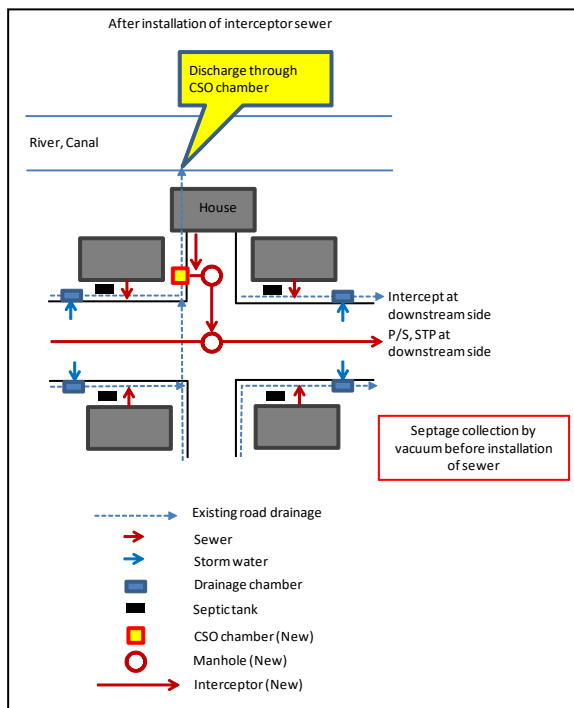 After installation of interceptor sewer
Discharge through
CSO chamber
River, Canal
House
Intercept at
downstream side
P/S, STP at
downstream side
Septage collection by
vacuum before installation
of sewer
Existing road drainage
Sewer
Storm water
Drainage chamber
Septic tank
CSO chamber (New)
Manhole (New)
Interceptor (New)